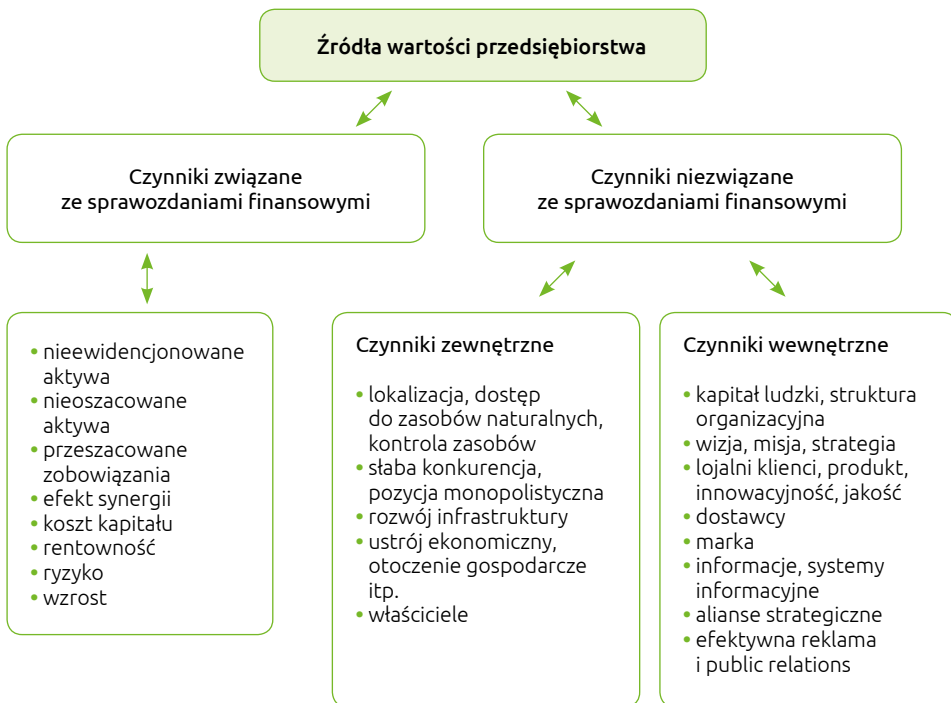 Źródła wartości przedsiębiorstwa
Czynniki związane
ze sprawozdaniami finansowymi
Czynniki niezwiązane
ze sprawozdaniami finansowymi
• nieewidencjonowane
aktywa
• nieoszacowane
aktywa
• przeszacowane
zobowiązania
• efekt synergii
• koszt kapitału
• rentowność
• ryzyko
• wzrost
Czynniki zewnętrzne
• lokalizacja, dostęp
do zasobów naturalnych,
kontrola zasobów
• słaba konkurencja,
pozycja monopolistyczna
• rozwój infrastruktury
• ustrój ekonomiczny,
otoczenie gospodarcze
itp.
• właściciele
Czynniki wewnętrzne
• kapitał ludzki, struktura
organizacyjna
• wizja, misja, strategia
• lojalni klienci, produkt,
innowacyjność, jakość
• dostawcy
• marka
• informacje, systemy
informacyjne
• alianse strategiczne
• efektywna reklama
i public relations